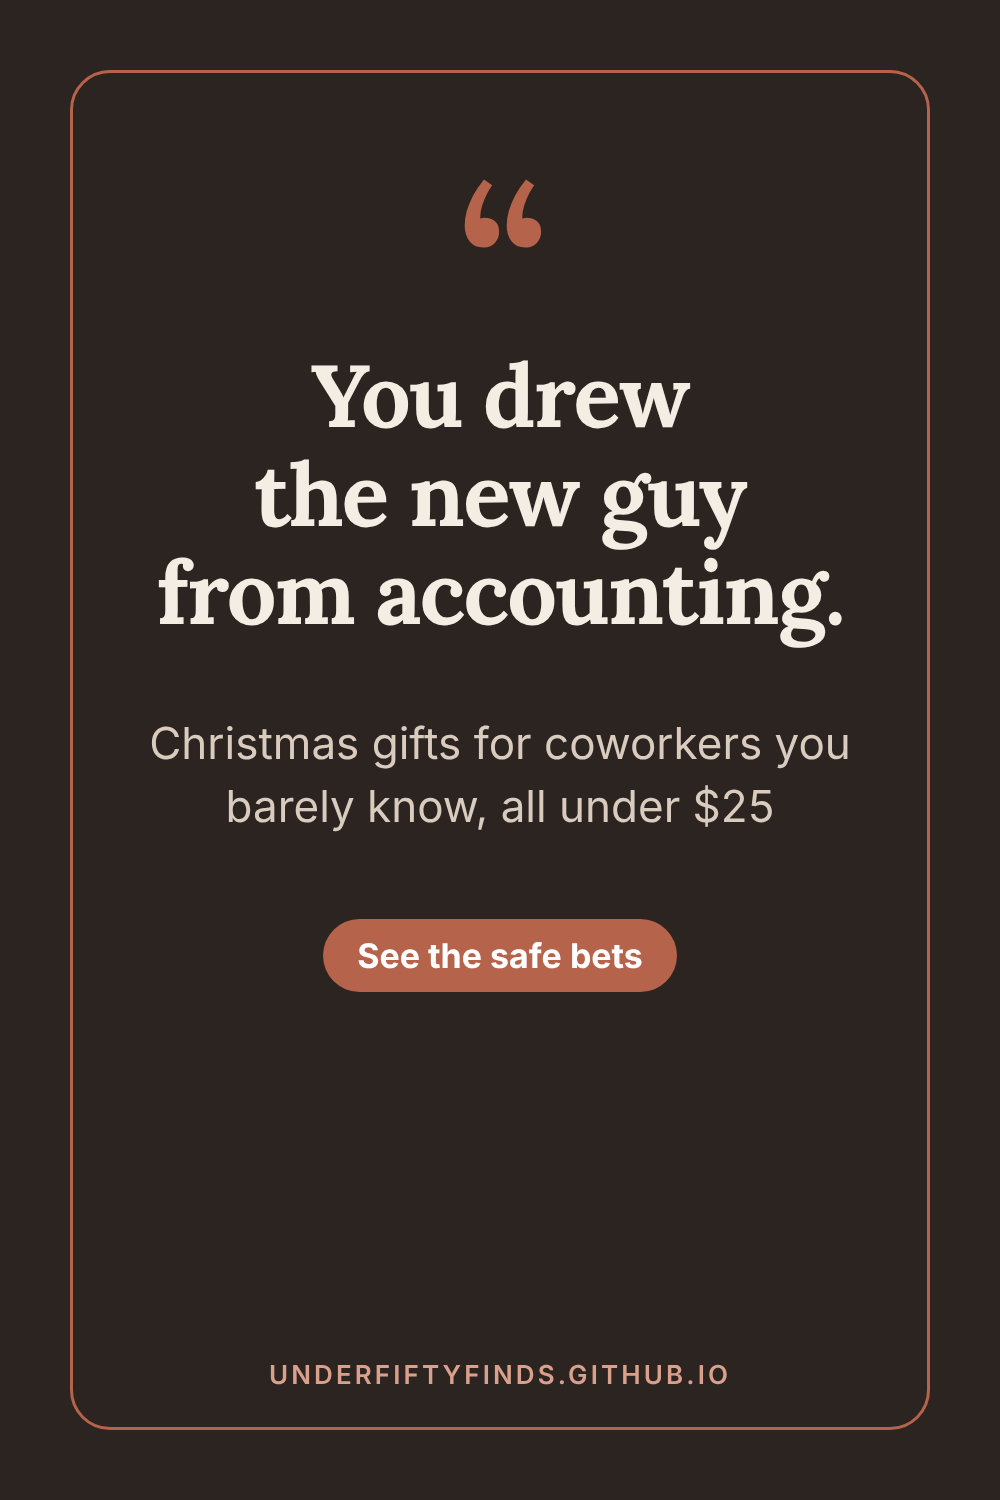 “
You drew
the new guy
from accounting.
Christmas gifts for coworkers you
barely know, all under $25
See the safe bets
UNDERFIFTYFINDS.GITHUB.IO